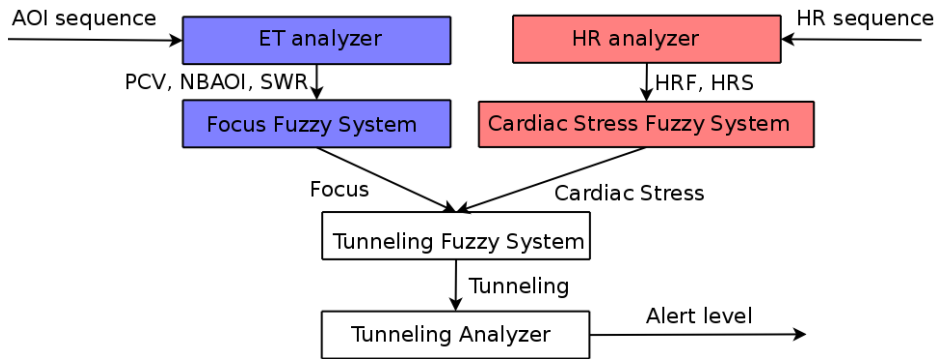 AOI sequence
ET analyzer
HR analyzer
HR sequence
PCV, NBAOI, SWR
HRF, HRS
Focus Fuzzy System
Cardiac Stress Fuzzy System
Focus
Cardiac Stress
Tunneling Fuzzy System
Tunneling
Tunneling Analyzer
Alert level